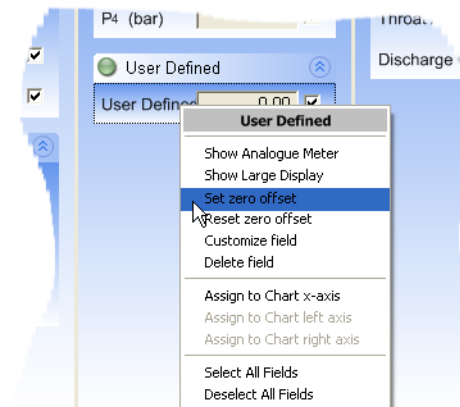 P4 (bar)
Throat
Discharge
User Defined
User Defined 0.00
User Defined
Show Analogue Meter
Show Large Display
Set zero offset
Reset zero offset
Customize field
Delete field
Assign to Chart x-axis
Assign to Chart left axis
Assign to Chart right axis
Select All Fields
Deselect All Fields